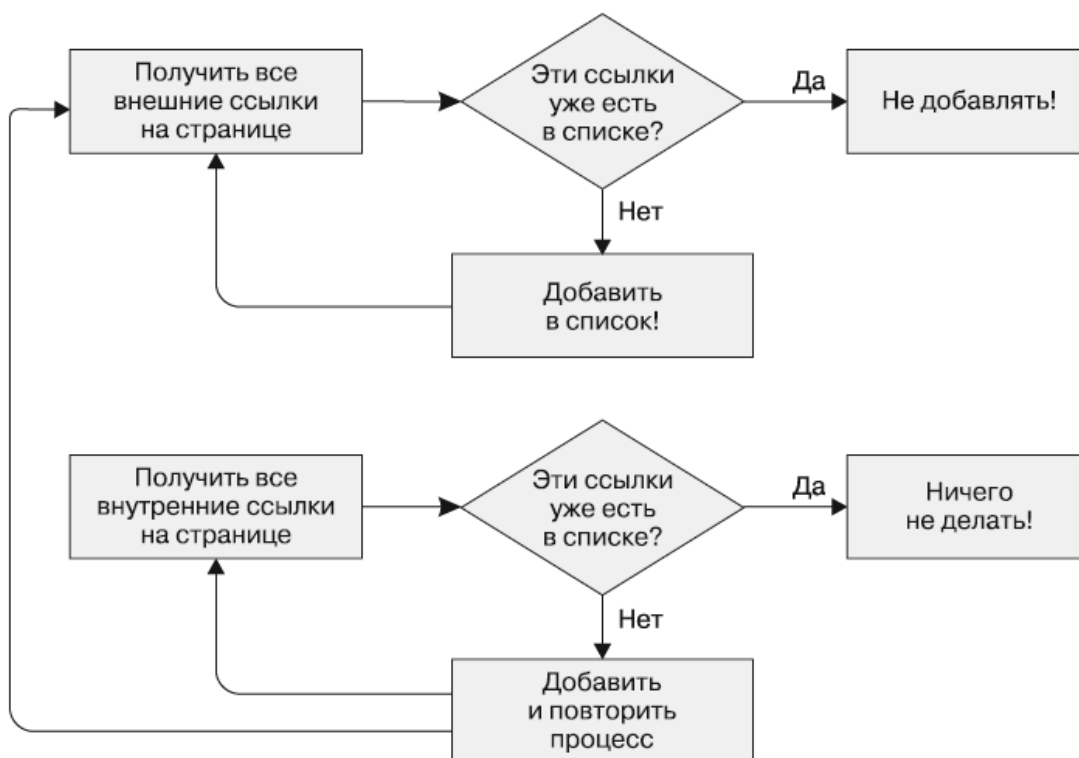 Получить все
внешние ссылки
на странице
Эти ссылки
уже есть
в списке?
Да
Не добавлять!
Нет
Добавить
в список!
Получить все
внутренние ссылки
на странице
Эти ссылки
уже есть
в списке?
Да
Ничего
не делать!
Нет
Добавить
и повторить
процесс